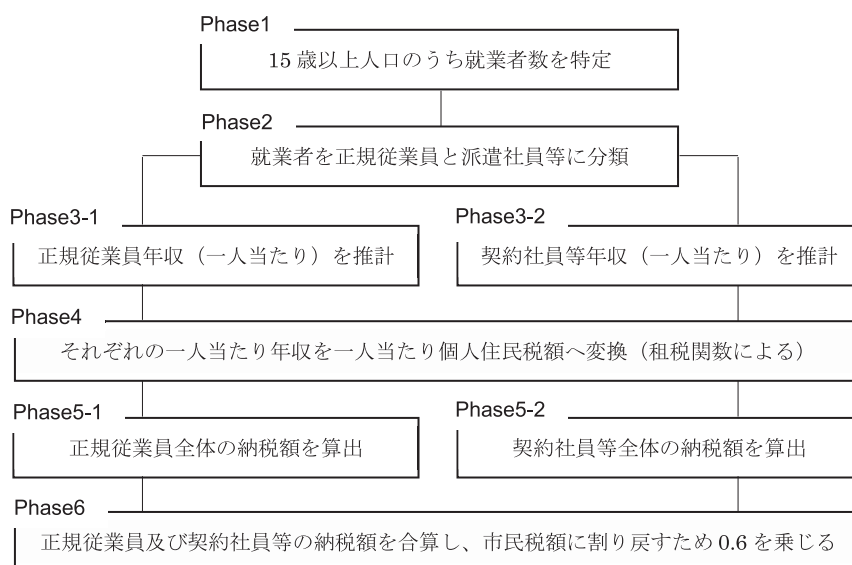 Phase1
15歳以上人口のうち就業者数を特定
Phase2
就業者を正規従業員と派遣社員等に分類
Phase3-1
正規従業員年収（一人当たり）を推計
Phase3-2
契約社員等年収（一人当たり）を推計
Phase4
それぞれの一人当たり年収を一人当たり個人住民税額へ変換（租税関数による）
Phase5-1
正規従業員全体の納税額を算出
Phase5-2
契約社員等全体の納税額を算出
Phase6
正規従業員及び契約社員等の納税額を合算し、市民税額に割り戻すため0.6を乗じる